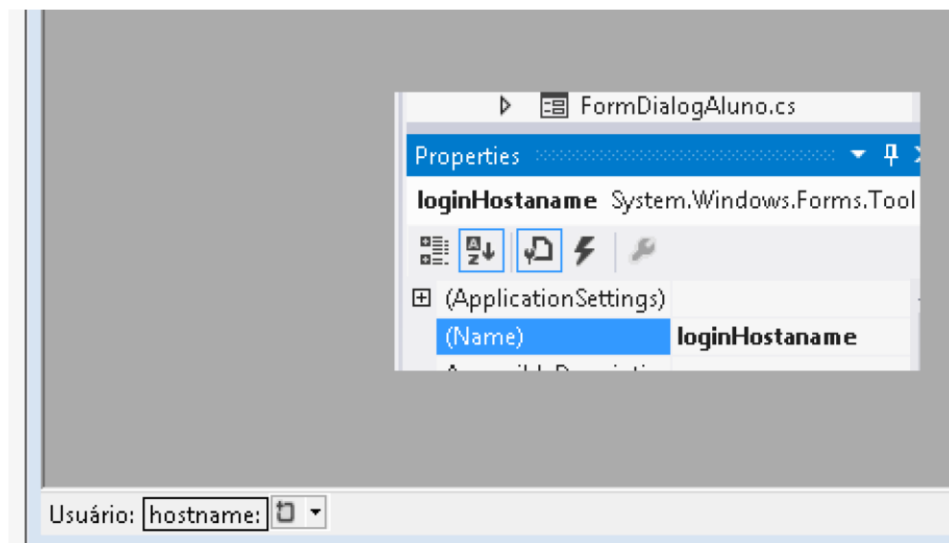 FormDialogAluno.cs
Properties
loginHostaname System.Windows.Forms.Tool
(ApplicationSettings)
(Name) loginHostaname
Usuário: hostname: